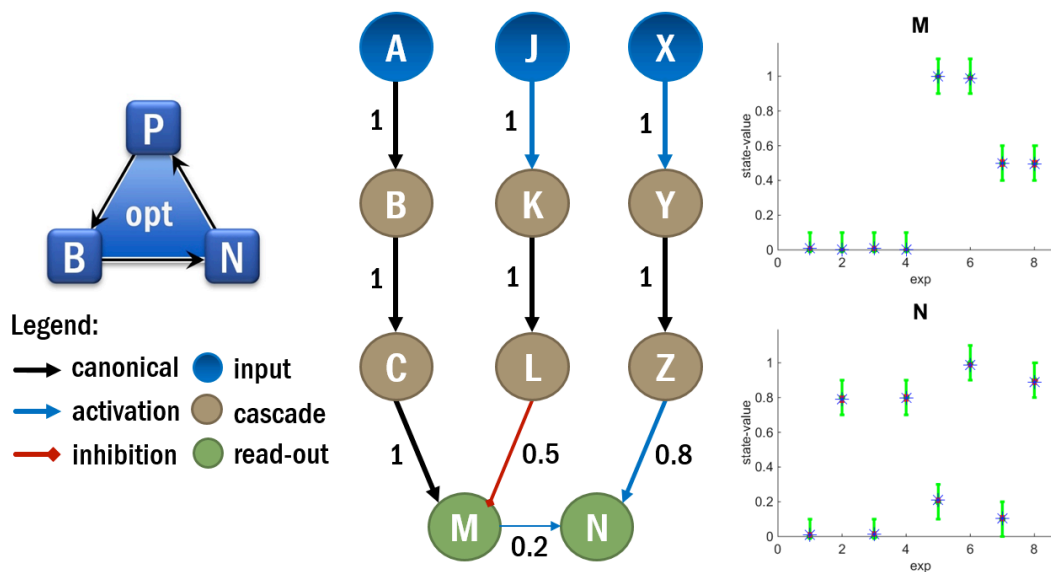 P
opt
B N
Legend:
canonical input
activation cascade
inhibition read-out
A J X
1 1 1
B K Y
1 1 1
C L Z
1 0.5 0.8
M N
0.2
M
state-value
1
0.8
0.6
0.4
0.2
0
0 2 4 6 8
exp
N
state-value
1
0.8
0.6
0.4
0.2
0
0 2 4 6 8
exp